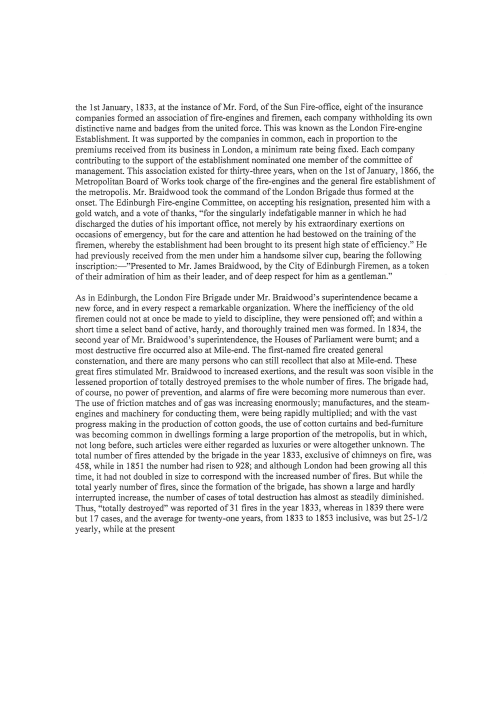 the 1st January, 1833, at the instance of Mr. Ford, of the Sun Fire-office, eight of the insurance
companies formed an association of fire-engines and firemen, each company withholding its own
distinctive name and badges from the united force. This was known as the London Fire-engine
Establishment. It was supported by the companies in common, each in proportion to the
premiums received from its business in London, a minimum rate being fixed. Each company
contributing to the support of the establishment nominated one member of the committee of
management. This association existed for thirty-three years, when on the 1st of January, 1866, the
Metropolitan Board of Works took charge of the fire-engines and the general fire establishment of
the metropolis. Mr. Braidwood took the command of the London Brigade thus formed at the
onset. The Edinburgh Fire-engine Committee, on accepting his resignation, presented him with a
gold watch, and a vote of thanks, “for the singularly indefatigable manner in which he had
discharged the duties of his important office, not merely by his extraordinary exertions on
occasions of emergency, but for the care and attention he had bestowed on the training of the
firemen, whereby the establishment had been brought to its present high state of efficiency.” He
had previously received from the men under him a handsome silver cup, bearing the following
inscription:—”Presented to Mr. James Braidwood, by the City of Edinburgh Firemen, as a token
of their admiration of him as their leader, and of deep respect for him as a gentleman.”
As in Edinburgh, the London Fire Brigade under Mr. Braidwood’s superintendence became a
new force, and in every respect a remarkable organization. Where the inefficiency of the old
firemen could not at once be made to yield to discipline, they were pensioned off; and within a
short time a select band of active, hardy, and thoroughly trained men was formed. In 1834, the
second year of Mr. Braidwood’s superintendence, the Houses of Parliament were burnt; and a
most destructive fire occurred also at Mile-end. The first-named fire created general
consternation, and there are many persons who can still recollect that also at Mile-end. These
great fires stimulated Mr. Braidwood to increased exertions, and the result was soon visible in the
lessened proportion of totally destroyed premises to the whole number of fires. The brigade had,
of course, no power of prevention, and alarms of fire were becoming more numerous than ever.
The use of friction matches and of gas was increasing enormously; manufactures, and the steam-
engines and machinery for conducting them, were being rapidly multiplied; and with the vast
progress making in the production of cotton goods, the use of cotton curtains and bed-furniture
was becoming common in dwellings forming a large proportion of the metropolis, but in which,
not long before, such articles were either regarded as luxuries or were altogether unknown. The
total number of fires attended by the brigade in the year 1833, exclusive of chimneys on fire, was
458, while in 1851 the number had risen to 928; and although London had been growing all this
time, it had not doubled in size to correspond with the increased number of fires. But while the
total yearly number of fires, since the formation of the brigade, has shown a large and hardly
interrupted increase, the number of cases of total destruction has almost as steadily diminished.
Thus, “totally destroyed” was reported of 31 fires in the year 1833, whereas in 1839 there were
but 17 cases, and the average for twenty-one years, from 1833 to 1853 inclusive, was but 25-1/2
yearly, while at the present